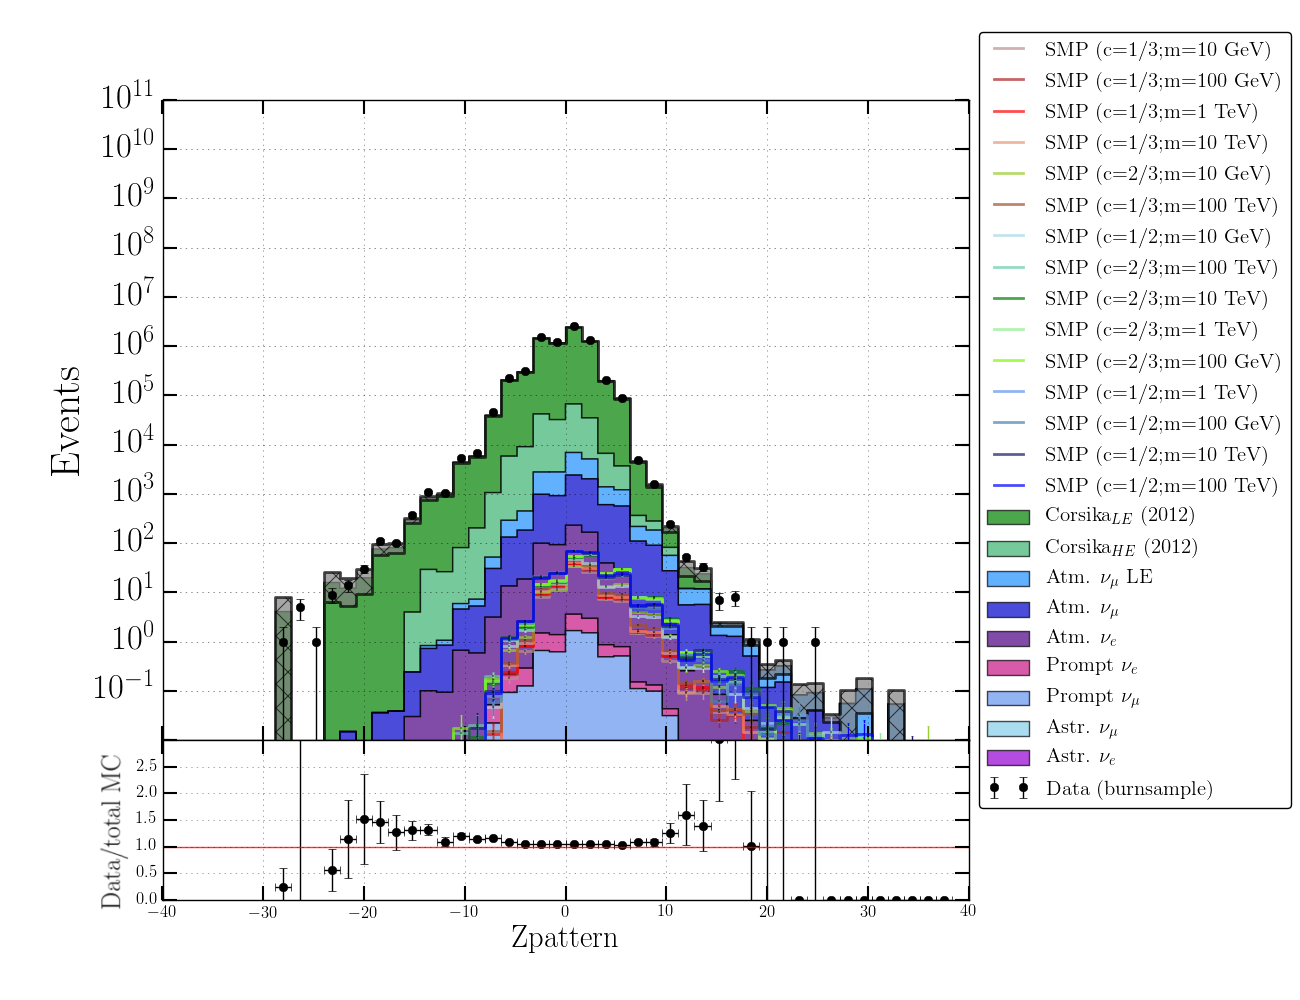 SMP (c=1/3;m=10 GeV)
SMP (c=1/3;m=100 GeV)
SMP (c=1/3;m=1 TeV)
SMP (c=1/3;m=10 TeV)
SMP (c=2/3;m=10 GeV)
SMP (c=1/3;m=100 TeV)
SMP (c=1/2;m=10 GeV)
SMP (c=2/3;m=100 TeV)
SMP (c=2/3;m=10 TeV)
SMP (c=2/3;m=1 TeV)
SMP (c=2/3;m=100 GeV)
SMP (c=1/2;m=1 TeV)
SMP (c=1/2;m=100 GeV)
SMP (c=1/2;m=10 TeV)
SMP (c=1/2;m=100 TeV)
Corsika_{LE} (2012)
Corsika_{HE} (2012)
Atm. ν_μ LE
Atm. ν_μ
Atm. ν_e
Prompt ν_e
Prompt ν_μ
Astr. ν_μ
Astr. ν_e
Data (burnsample)
Events
10^{11}
10^{10}
10^9
10^8
10^7
10^6
10^5
10^4
10^3
10^2
10^1
10^0
10^{-1}
Data/total MC
2.5
2.0
1.5
1.0
0.5
0.0
−40 −30 −20 −10 0 10 20 30 40
Zpattern